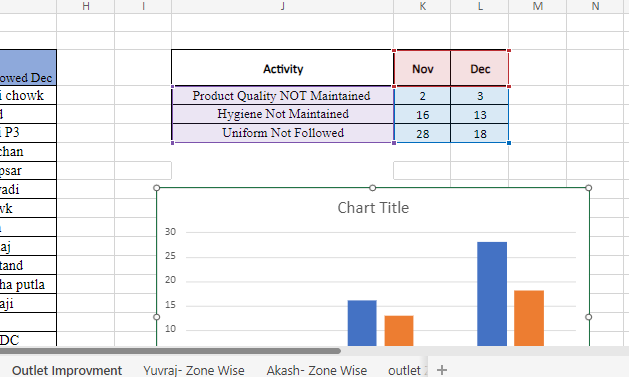 H I J K L M N
owed Dec
Activity Nov Dec
i chowk
Product Quality NOT Maintained 2 3
Hygiene Not Maintained 16 13
i P3
Uniform Not Followed 28 18
chan
psar
adi
vk
Chart Title
30
aj
25
tand
20
ha putla
aji
15
10
DC
Outlet Improvment Yuvraj- Zone Wise Akash- Zone Wise outlet